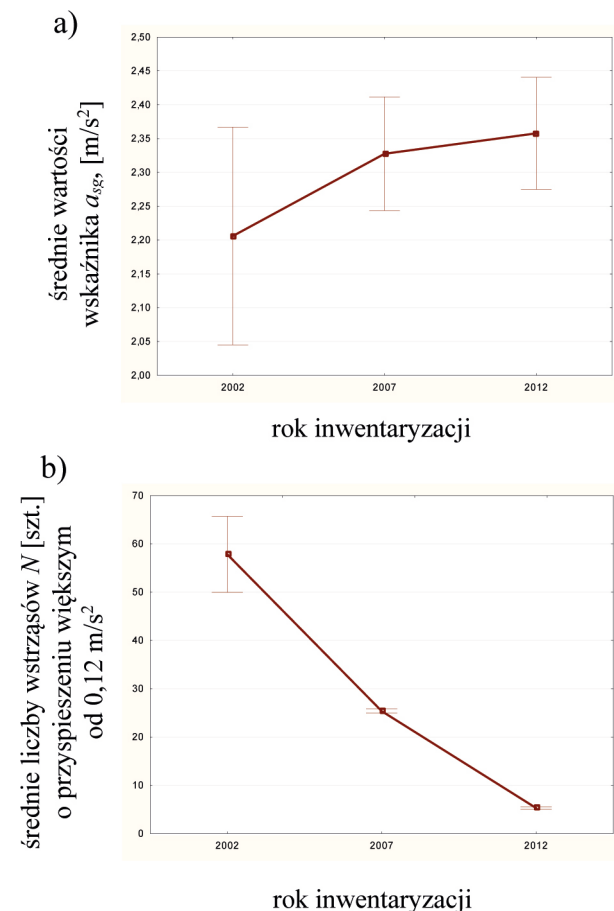 a)
średnie wartości
wskaźnika a_sg, [m/s²]
2,50
2,45
2,40
2,35
2,30
2,25
2,20
2,15
2,10
2,05
2,00
2002 2007 2012
rok inwentaryzacji
b)
średnie liczby wstrząsów N [szt.]
o przyspieszeniu większym
od 0,12 m/s²
70
60
50
40
30
20
10
0
2002 2007 2012
rok inwentaryzacji